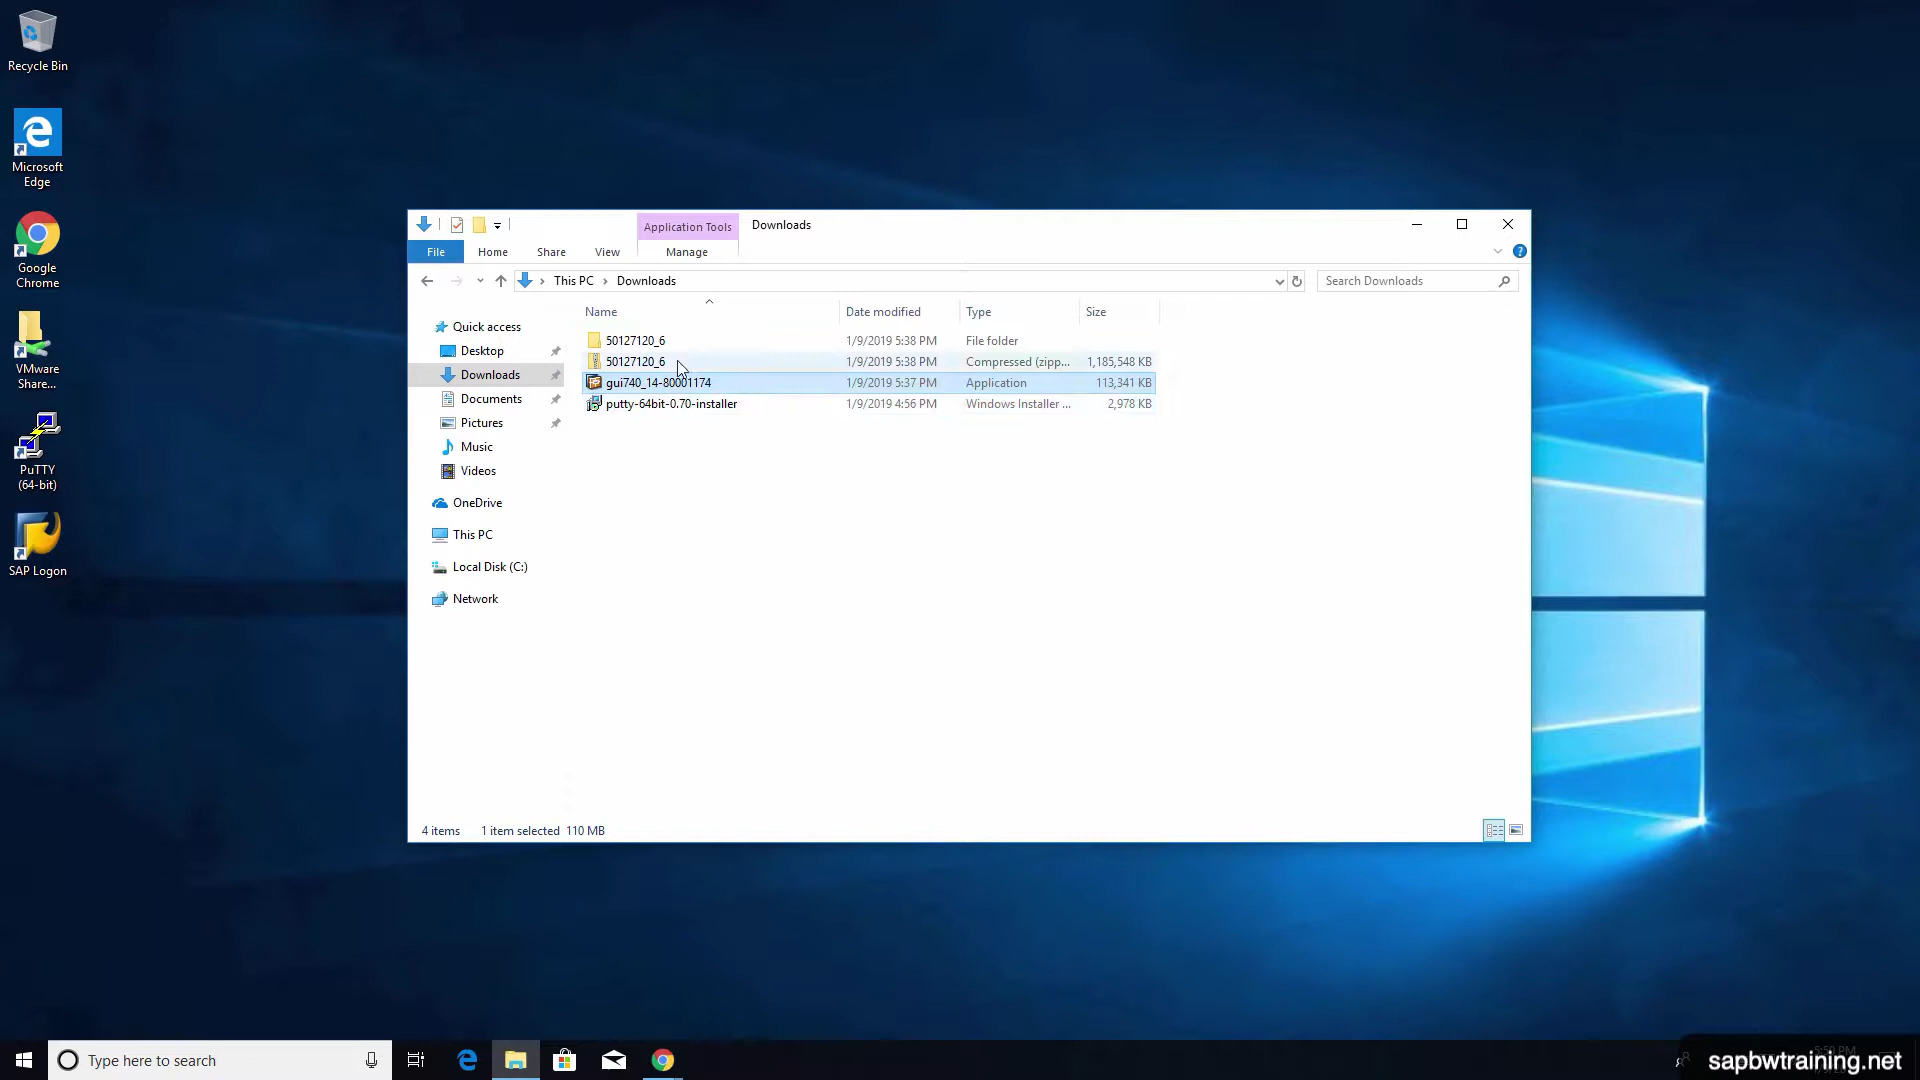 Recycle Bin
Microsoft
Edge
Google
Chrome
VMware
Share...
PuTTY
(64-bit)
SAP Logon
Application Tools
Downloads
File
Home
Share
View
Manage
This PC
Downloads
Search Downloads
Name
Date modified
Type
Size
Quick access
Desktop
Downloads
Documents
Pictures
Music
Videos
OneDrive
This PC
Local Disk (C:)
Network
50127120_6 1/9/2019 5:38 PM File folder
50127120_6 1/9/2019 5:38 PM Compressed (zipp... 1,185,548 KB
gui740_14-80001174 1/9/2019 5:37 PM Application 113,341 KB
putty-64bit-0.70-installer 1/9/2019 4:56 PM Windows Installer ... 2,978 KB
4 items 1 item selected 110 MB
Type here to search
sapbwtraining.net